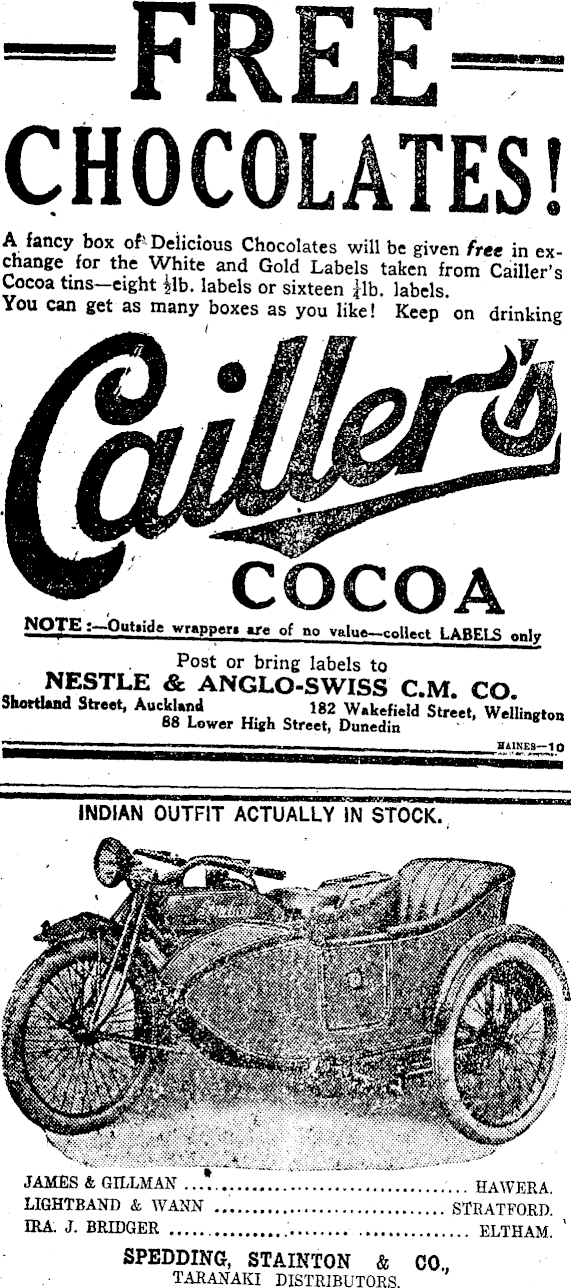 FREE
CHOCOLATES!
A fancy box of Delicious Chocolates will be given free in ex-
change for the White and Gold Labels taken from Cailler's
Cocoa tins—eight ½lb. labels or sixteen ¼lb. labels.
You can get as many boxes as you like! Keep on drinking
Cailler's
COCOA
NOTE:—Outside wrappers are of no value—collect LABELS only
Post or bring labels to
NESTLE & ANGLO-SWISS C.M. CO.
Shortland Street, Auckland 182 Wakefield Street, Wellington
88 Lower High Street, Dunedin
HAINES—10
INDIAN OUTFIT ACTUALLY IN STOCK.
JAMES & GILLMAN ........................................ HAWERA.
LIGHTBAND & WANN ................................ STRATFORD.
IRA. J. BRIDGER .......................................... ELTHAM.
SPEDDING, STAINTON & CO.,
TARANAKI DISTRIBUTORS.